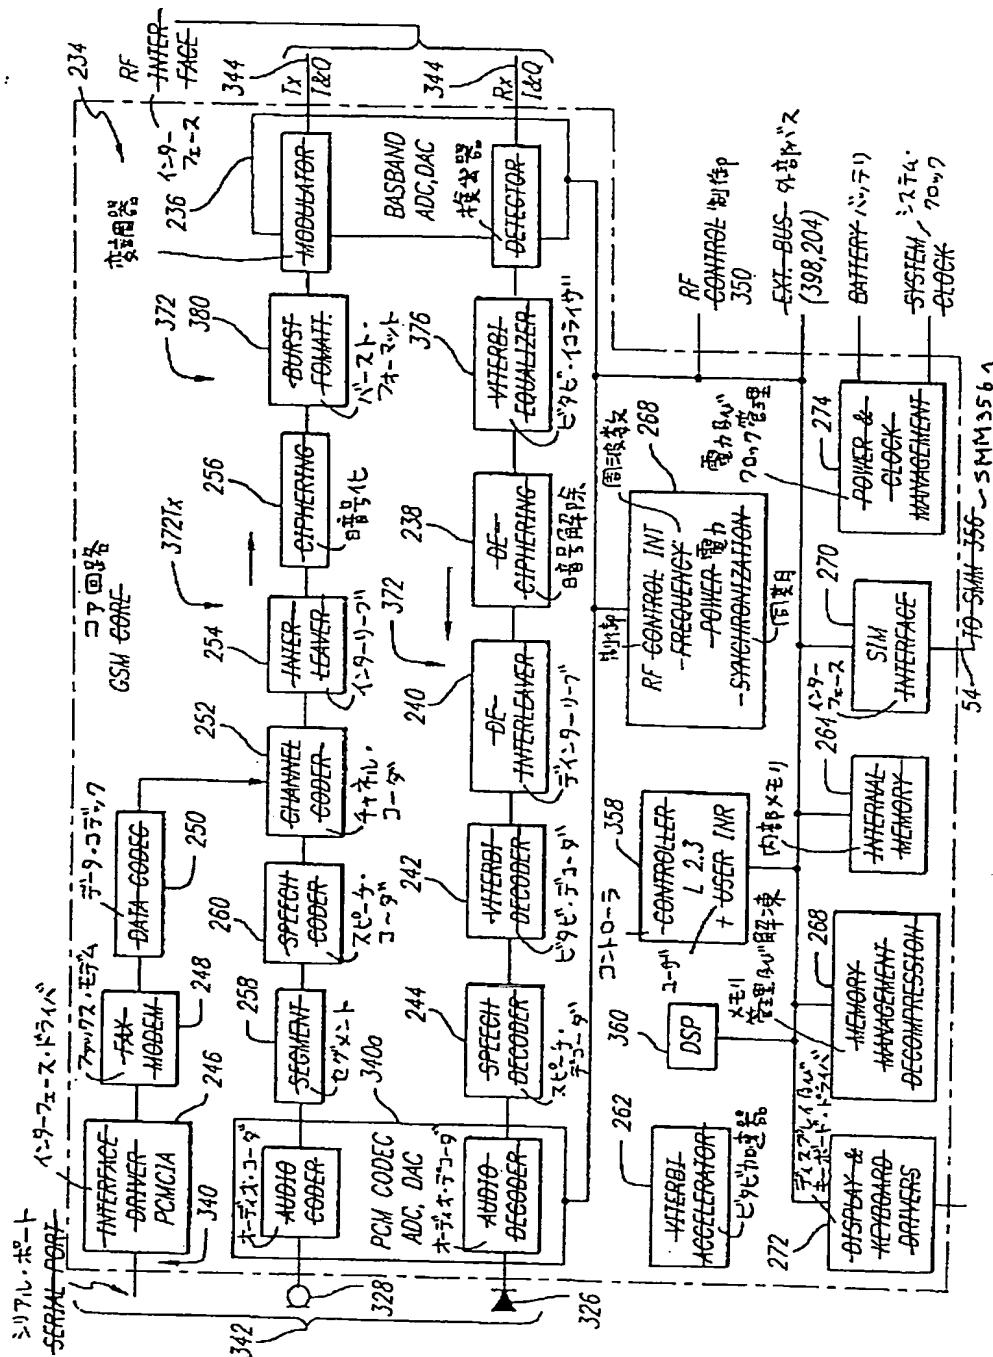 シリアル・ポート
SERIAL PORT
342
328
326
340
インターフェース・ドライバ
INTERFACE
DRIVER
PCMCIA
246
ファックス・モデム
FAX
MODEM
248
データ・コデック
DATA CODEC
250
コア回路
GSM CORE
234
オーディオ・コーダ
AUDIO
CODER
PCM CODEC
ADC, DAC
340a
オーディオ・デコーダ
AUDIO
DECODER
SEGMENT
セグメント
258
SPEECH
CODER
スピーチ・
コーダ
260
CHANNEL
CODER
チャネル・
コーダ
252
INTER
LEAVER
インターリーブ
254
372Tx
CIPHERING
暗号化
256
BURST
FOMATT.
バースト・
フォーマット
372
380
変調器
MODULATOR
236
インター
フェース
RF
INTER
FACE
344
Tx
I&Q
BASBAND
ADC, DAC
検出器
DETECTOR
344
Rx
I&Q
SPEECH
DECODER
スピーチ・
デコーダ
244
VITERBI
DECODER
ビタビ・デコーダ
242
DE-
INTERLEAVER
デインターリーブ
240
372
DE-
CIPHERING
暗号解除
238
VITERBI
EQUALIZER
ビタビ・イコライザ
376
VITERBI
ACCELERATOR
ビタビ加速器
262
DSP
360
コントローラ
CONTROLLER
L 2.3
+ USER INR
ユーザ
358
制御
RF CONTROL INT
周波数
FREQUENCY
POWER 電力
SYNCHRONIZATION
同期
268
RF
CONTROL 制御
350
EXT. BUS 外部バス
(398,204)
BATTERY バッテリ
SYSTEM
CLOCK
システム・
クロック
ディスプレイ及び
キーボード・ドライバ
DISPLAY &
KEYBOARD
DRIVERS
272
メモリ
管理及び解凍
MEMORY
MANAGEMENT
DECOMPRESSION
268
内部メモリ
INTERNAL
MEMORY
264
インター
フェース
SIM
INTERFACE
270
電力及び
クロック管理
POWER &
CLOCK
MANAGEMENT
274
54
TO SMM 356
SMM356へ